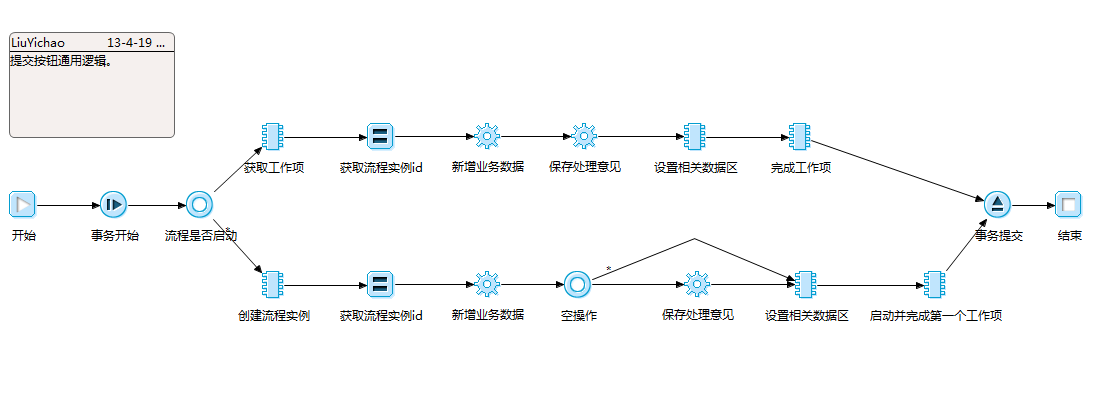 LiuYichao 13-4-19 ...
提交按钮通用逻辑。
获取工作项 获取流程实例id 新增业务数据 保存处理意见 设置相关数据区 完成工作项
开始 事务开始 流程是否启动 事务提交 结束
*
*
创建流程实例 获取流程实例id 新增业务数据 空操作 保存处理意见 设置相关数据区 启动并完成第一个工作项